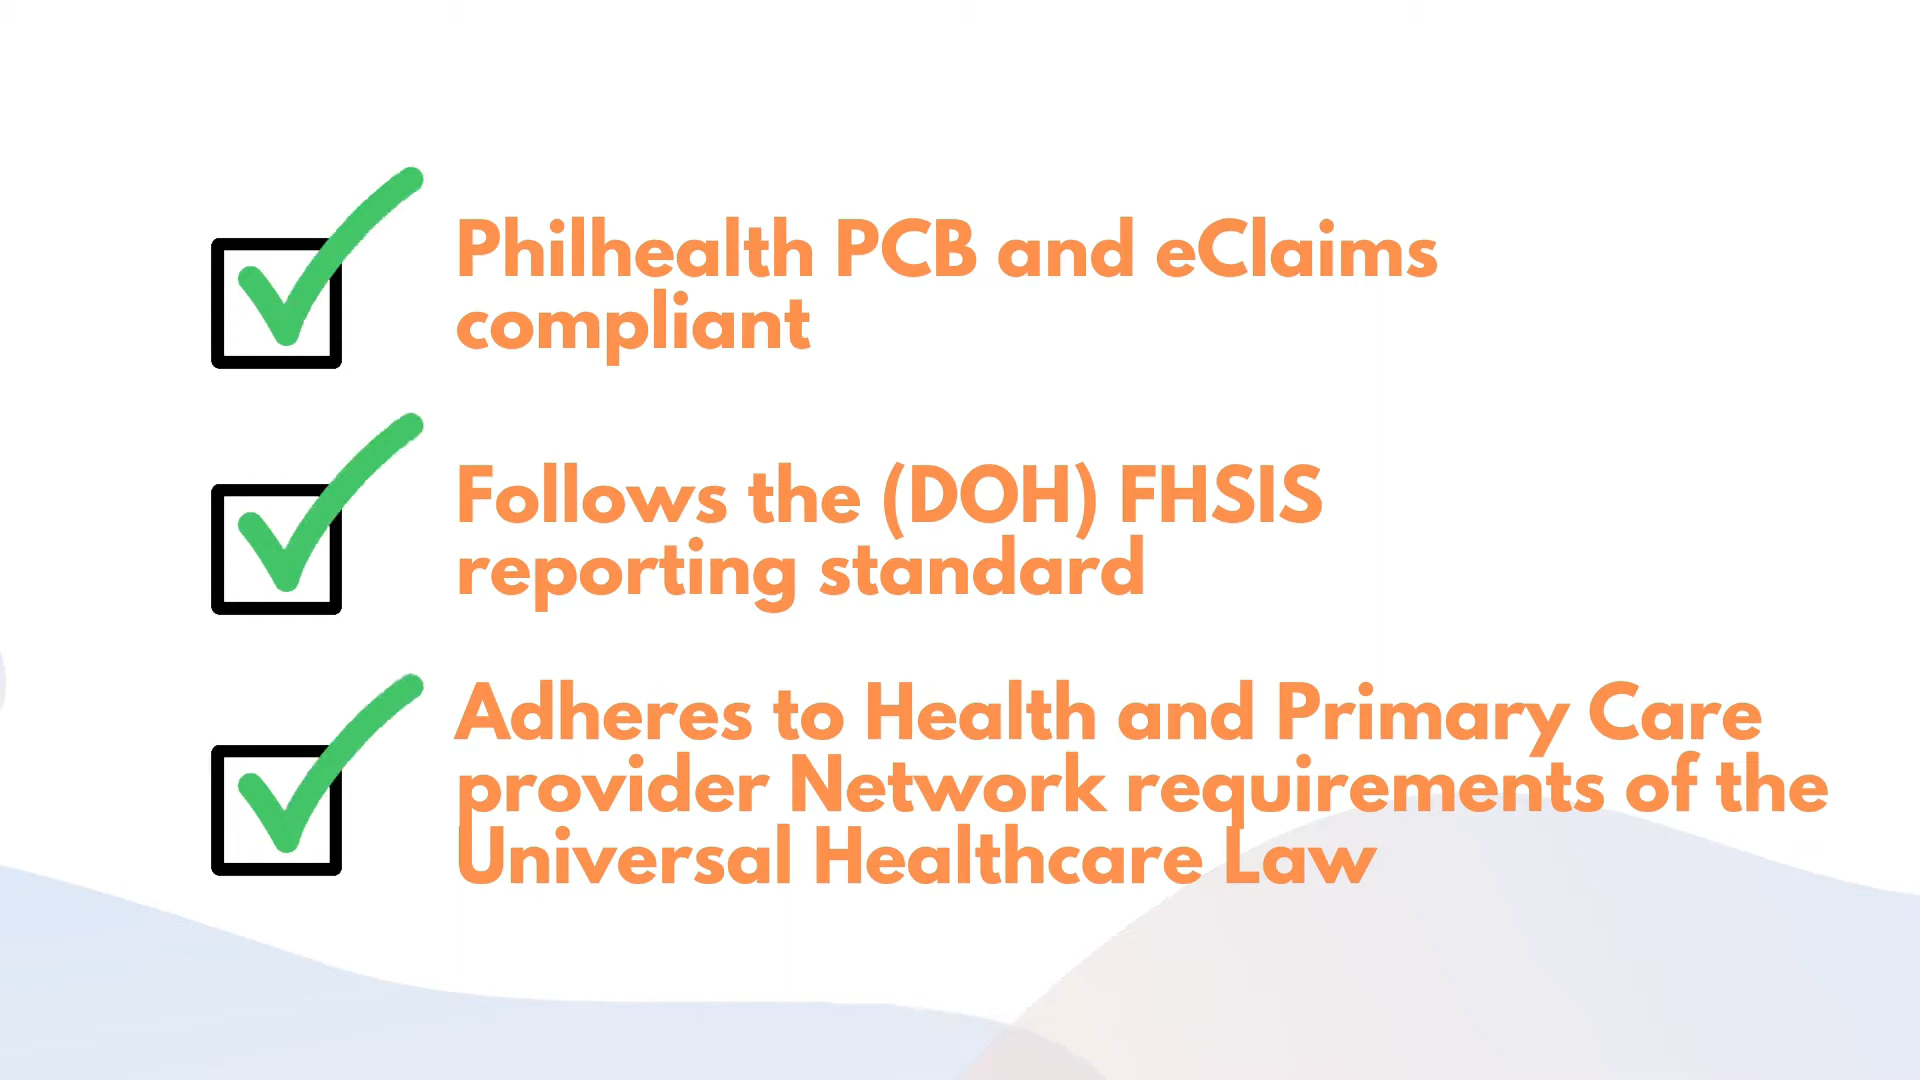 Philhealth PCB and eClaims
compliant
Follows the (DOH) FHSIS
reporting standard
Adheres to Health and Primary Care
provider Network requirements of the
Universal Healthcare Law